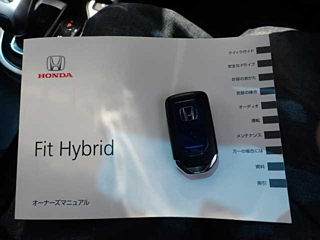 HONDA
Fit Hybrid
オーナーズマニュアル
クイックガイド
安全なドライブ
計器の見かた
各部の操作
オーディオ
運転
メンテナンス
万一の場合には
資料
索引